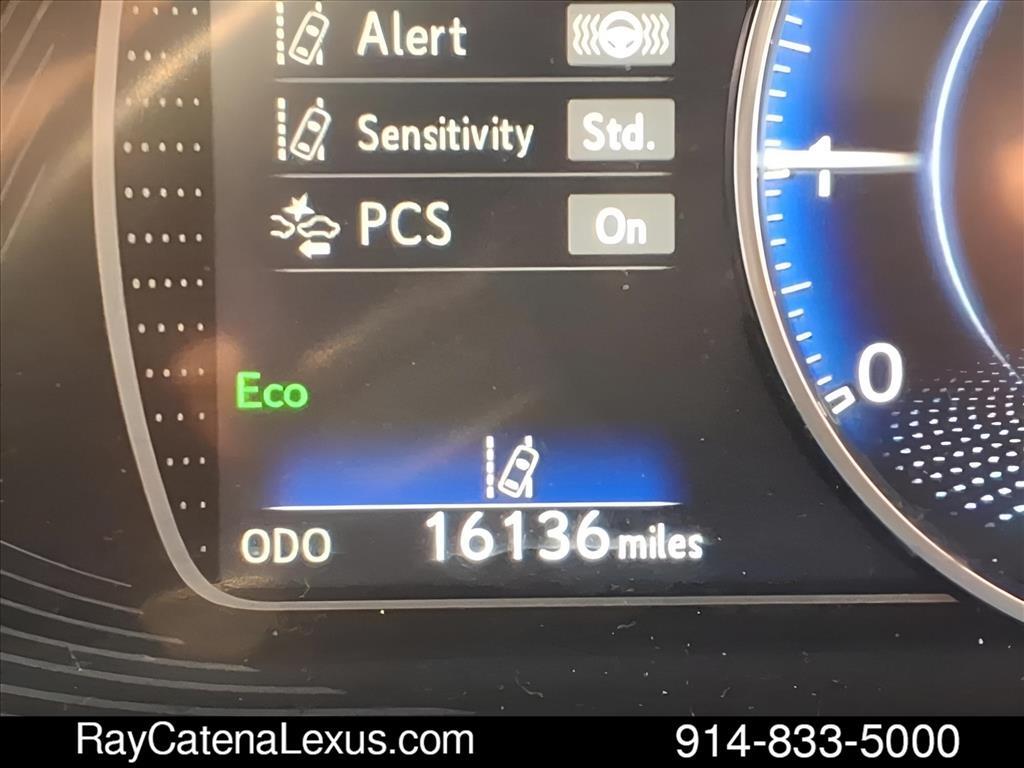 Alert
Sensitivity Std.
PCS On
1
0
Eco
ODO 16136 miles
RayCatenaLexus.com 914-833-5000